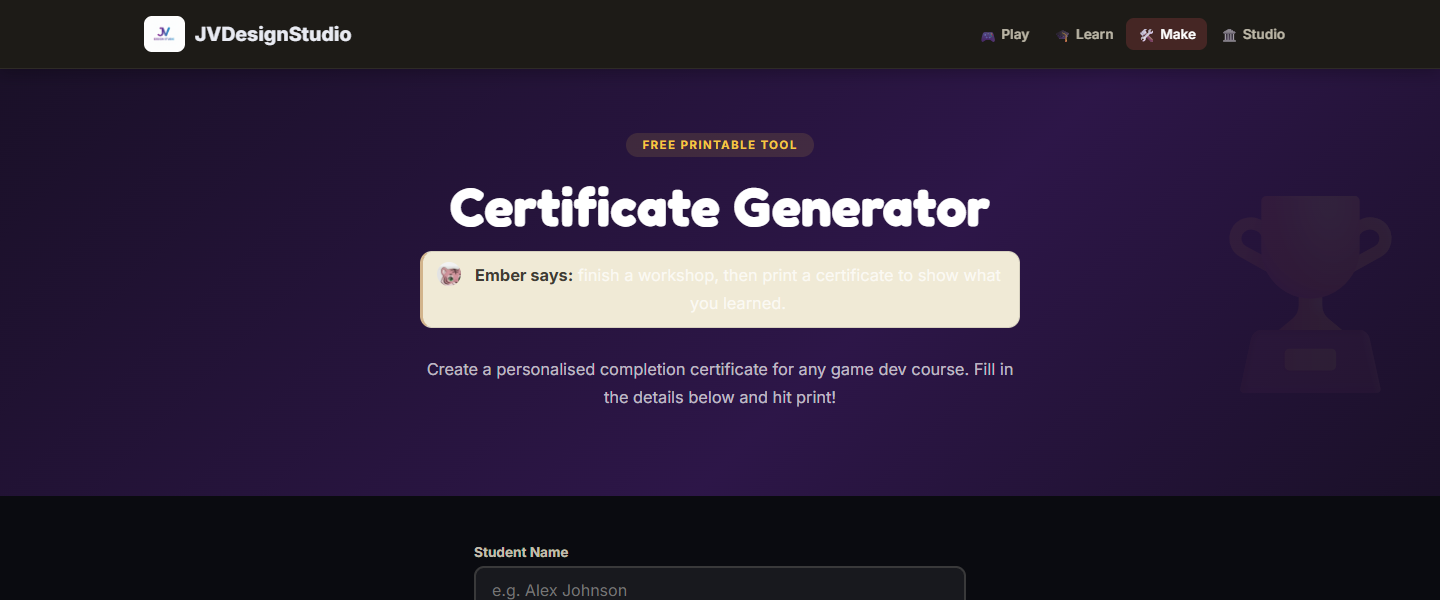 JVDesignStudio
Play
Learn
Make
Studio
FREE PRINTABLE TOOL
Certificate Generator
Ember says: finish a workshop, then print a certificate to show what
you learned.
Create a personalised completion certificate for any game dev course. Fill in
the details below and hit print!
Student Name
e.g. Alex Johnson